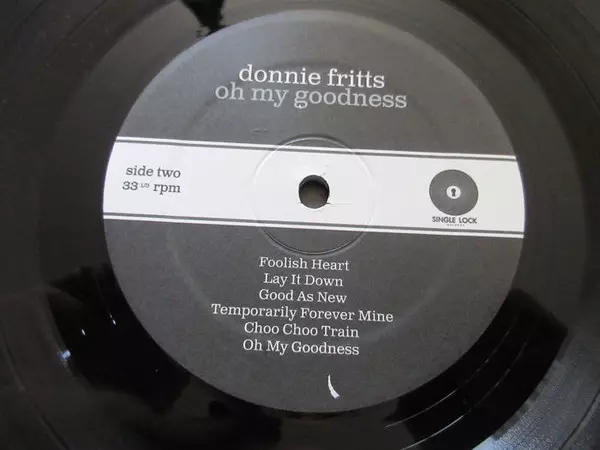 donnie fritts
oh my goodness
side two
33 1/3 rpm
SINGLE LOCK
RECORDS
Foolish Heart
Lay It Down
Good As New
Temporarily Forever Mine
Choo Choo Train
Oh My Goodness